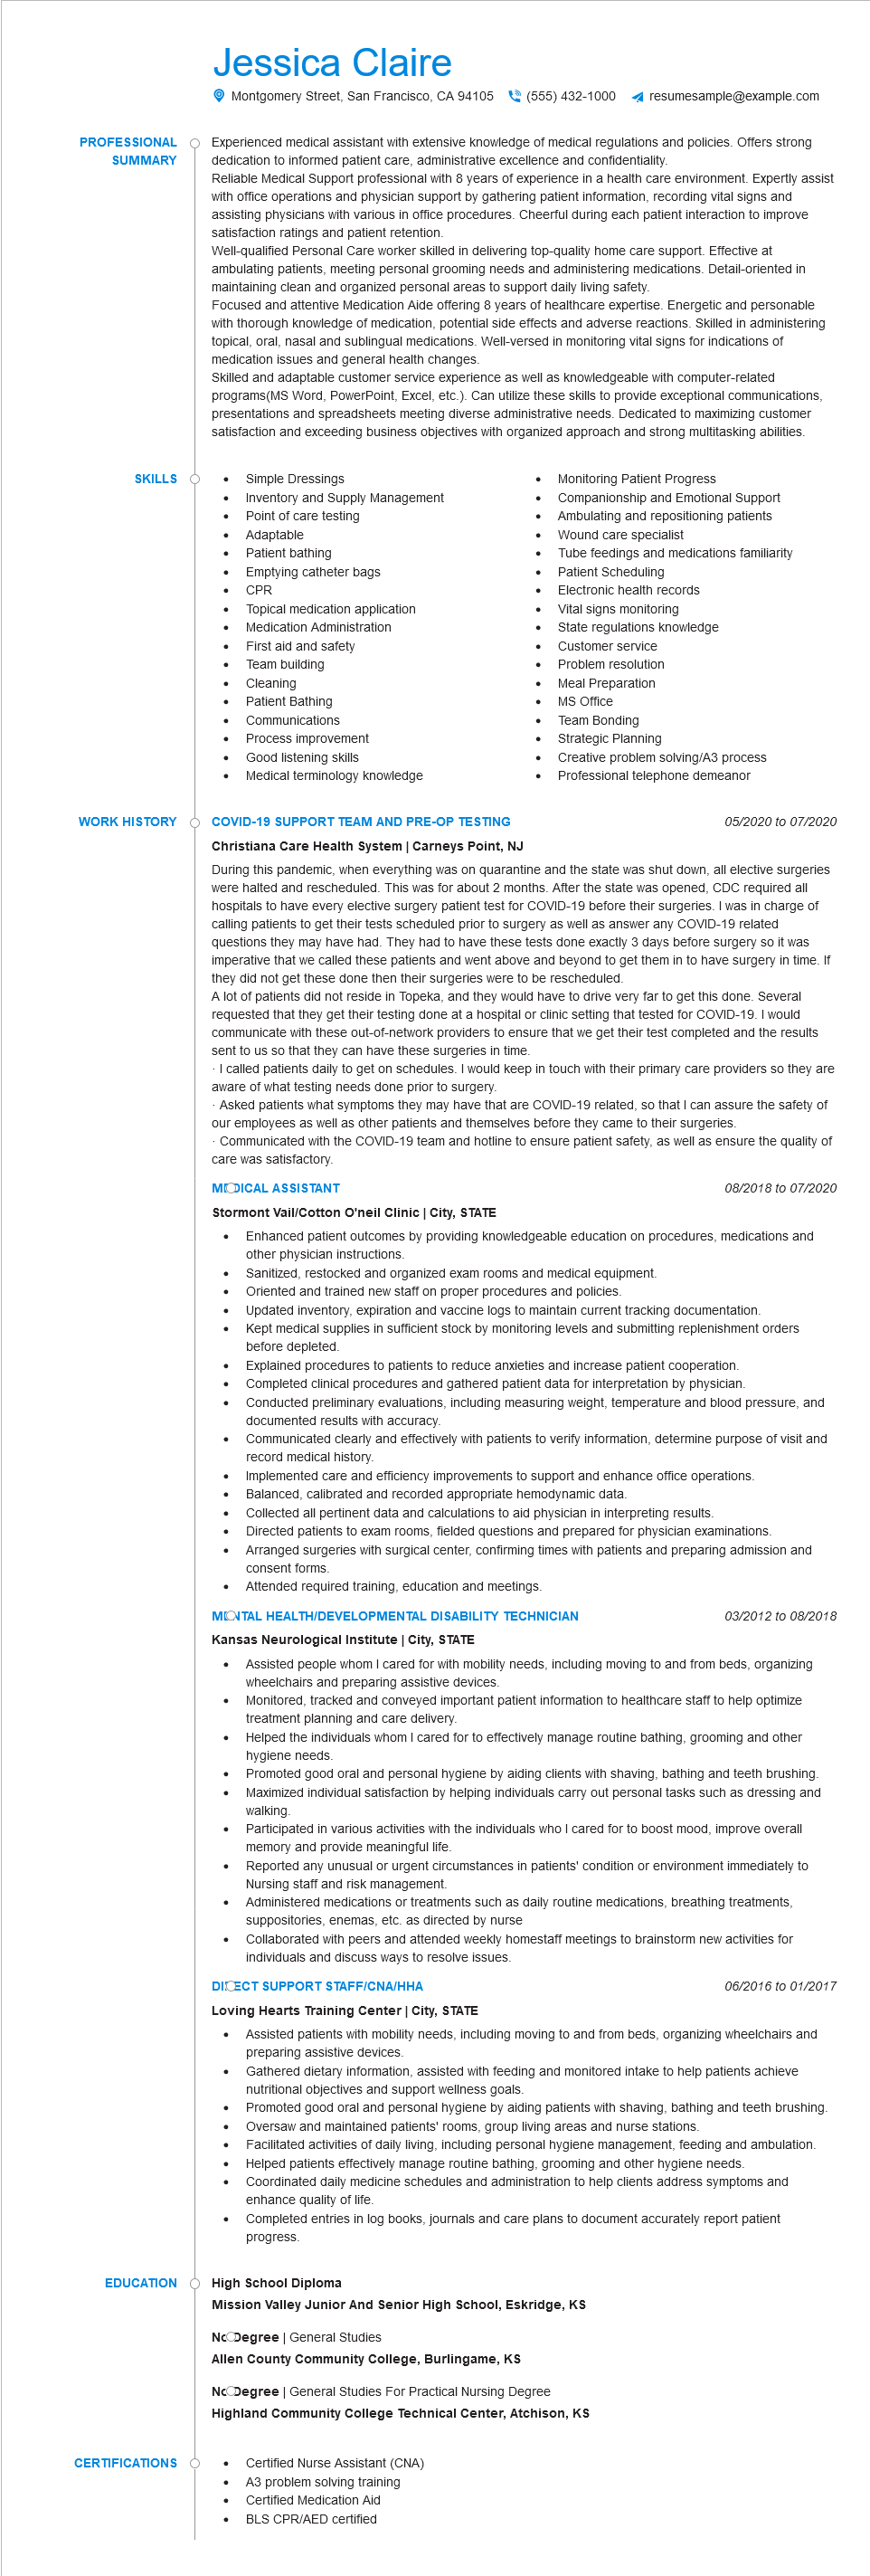 Jessica Claire
Montgomery Street, San Francisco, CA 94105 (555) 432-1000 resumesample@example.com
PROFESSIONAL SUMMARY
Experienced medical assistant with extensive knowledge of medical regulations and policies. Offers strong
dedication to informed patient care, administrative excellence and confidentiality.
Reliable Medical Support professional with 8 years of experience in a health care environment. Expertly assist
with office operations and physician support by gathering patient information, recording vital signs and
assisting physicians with various in office procedures. Cheerful during each patient interaction to improve
satisfaction ratings and patient retention.
Well-qualified Personal Care worker skilled in delivering top-quality home care support. Effective at
ambulating patients, meeting personal grooming needs and administering medications. Detail-oriented in
maintaining clean and organized personal areas to support daily living safety.
Focused and attentive Medication Aide offering 8 years of healthcare expertise. Energetic and personable
with thorough knowledge of medication, potential side effects and adverse reactions. Skilled in administering
topical, oral, nasal and sublingual medications. Well-versed in monitoring vital signs for indications of
medication issues and general health changes.
Skilled and adaptable customer service experience as well as knowledgeable with computer-related
programs(MS Word, PowerPoint, Excel, etc.). Can utilize these skills to provide exceptional communications,
presentations and spreadsheets meeting diverse administrative needs. Dedicated to maximizing customer
satisfaction and exceeding business objectives with organized approach and strong multitasking abilities.
SKILLS
• Simple Dressings
• Inventory and Supply Management
• Point of care testing
• Adaptable
• Patient bathing
• Emptying catheter bags
• CPR
• Topical medication application
• Medication Administration
• First aid and safety
• Team building
• Cleaning
• Patient Bathing
• Communications
• Process improvement
• Good listening skills
• Medical terminology knowledge
• Monitoring Patient Progress
• Companionship and Emotional Support
• Ambulating and repositioning patients
• Wound care specialist
• Tube feedings and medications familiarity
• Patient Scheduling
• Electronic health records
• Vital signs monitoring
• State regulations knowledge
• Customer service
• Problem resolution
• Meal Preparation
• MS Office
• Team Bonding
• Strategic Planning
• Creative problem solving/A3 process
• Professional telephone demeanor
WORK HISTORY
COVID-19 SUPPORT TEAM AND PRE-OP TESTING 05/2020 to 07/2020
Christiana Care Health System | Carneys Point, NJ
During this pandemic, when everything was on quarantine and the state was shut down, all elective surgeries
were halted and rescheduled. This was for about 2 months. After the state was opened, CDC required all
hospitals to have every elective surgery patient test for COVID-19 before their surgeries. I was in charge of
calling patients to get their tests scheduled prior to surgery as well as answer any COVID-19 related
questions they may have had. They had to have these tests done exactly 3 days before surgery so it was
imperative that we called these patients and went above and beyond to get them in to have surgery in time. If
they did not get these done then their surgeries were to be rescheduled.
A lot of patients did not reside in Topeka, and they would have to drive very far to get this done. Several
requested that they get their testing done at a hospital or clinic setting that tested for COVID-19. I would
communicate with these out-of-network providers to ensure that we get their test completed and the results
sent to us so that they can have these surgeries in time.
· I called patients daily to get on schedules. I would keep in touch with their primary care providers so they are
aware of what testing needs done prior to surgery.
· Asked patients what symptoms they may have that are COVID-19 related, so that I can assure the safety of
our employees as well as other patients and themselves before they came to their surgeries.
· Communicated with the COVID-19 team and hotline to ensure patient safety, as well as ensure the quality of
care was satisfactory.
MEDICAL ASSISTANT 08/2018 to 07/2020
Stormont Vail/Cotton O'neil Clinic | City, STATE
• Enhanced patient outcomes by providing knowledgeable education on procedures, medications and
other physician instructions.
• Sanitized, restocked and organized exam rooms and medical equipment.
• Oriented and trained new staff on proper procedures and policies.
• Updated inventory, expiration and vaccine logs to maintain current tracking documentation.
• Kept medical supplies in sufficient stock by monitoring levels and submitting replenishment orders
before depleted.
• Explained procedures to patients to reduce anxieties and increase patient cooperation.
• Completed clinical procedures and gathered patient data for interpretation by physician.
• Conducted preliminary evaluations, including measuring weight, temperature and blood pressure, and
documented results with accuracy.
• Communicated clearly and effectively with patients to verify information, determine purpose of visit and
record medical history.
• Implemented care and efficiency improvements to support and enhance office operations.
• Balanced, calibrated and recorded appropriate hemodynamic data.
• Collected all pertinent data and calculations to aid physician in interpreting results.
• Directed patients to exam rooms, fielded questions and prepared for physician examinations.
• Arranged surgeries with surgical center, confirming times with patients and preparing admission and
consent forms.
• Attended required training, education and meetings.
MENTAL HEALTH/DEVELOPMENTAL DISABILITY TECHNICIAN 03/2012 to 08/2018
Kansas Neurological Institute | City, STATE
• Assisted people whom I cared for with mobility needs, including moving to and from beds, organizing
wheelchairs and preparing assistive devices.
• Monitored, tracked and conveyed important patient information to healthcare staff to help optimize
treatment planning and care delivery.
• Helped the individuals whom I cared for to effectively manage routine bathing, grooming and other
hygiene needs.
• Promoted good oral and personal hygiene by aiding clients with shaving, bathing and teeth brushing.
• Maximized individual satisfaction by helping individuals carry out personal tasks such as dressing and
walking.
• Participated in various activities with the individuals who I cared for to boost mood, improve overall
memory and provide meaningful life.
• Reported any unusual or urgent circumstances in patients' condition or environment immediately to
Nursing staff and risk management.
• Administered medications or treatments such as daily routine medications, breathing treatments,
suppositories, enemas, etc. as directed by nurse
• Collaborated with peers and attended weekly homestaff meetings to brainstorm new activities for
individuals and discuss ways to resolve issues.
DIRECT SUPPORT STAFF/CNA/HHA 06/2016 to 01/2017
Loving Hearts Training Center | City, STATE
• Assisted patients with mobility needs, including moving to and from beds, organizing wheelchairs and
preparing assistive devices.
• Gathered dietary information, assisted with feeding and monitored intake to help patients achieve
nutritional objectives and support wellness goals.
• Promoted good oral and personal hygiene by aiding patients with shaving, bathing and teeth brushing.
• Oversaw and maintained patients' rooms, group living areas and nurse stations.
• Facilitated activities of daily living, including personal hygiene management, feeding and ambulation.
• Helped patients effectively manage routine bathing, grooming and other hygiene needs.
• Coordinated daily medicine schedules and administration to help clients address symptoms and
enhance quality of life.
• Completed entries in log books, journals and care plans to document accurately report patient
progress.
EDUCATION
High School Diploma
Mission Valley Junior And Senior High School, Eskridge, KS
No Degree | General Studies
Allen County Community College, Burlingame, KS
No Degree | General Studies For Practical Nursing Degree
Highland Community College Technical Center, Atchison, KS
CERTIFICATIONS
• Certified Nurse Assistant (CNA)
• A3 problem solving training
• Certified Medication Aid
• BLS CPR/AED certified